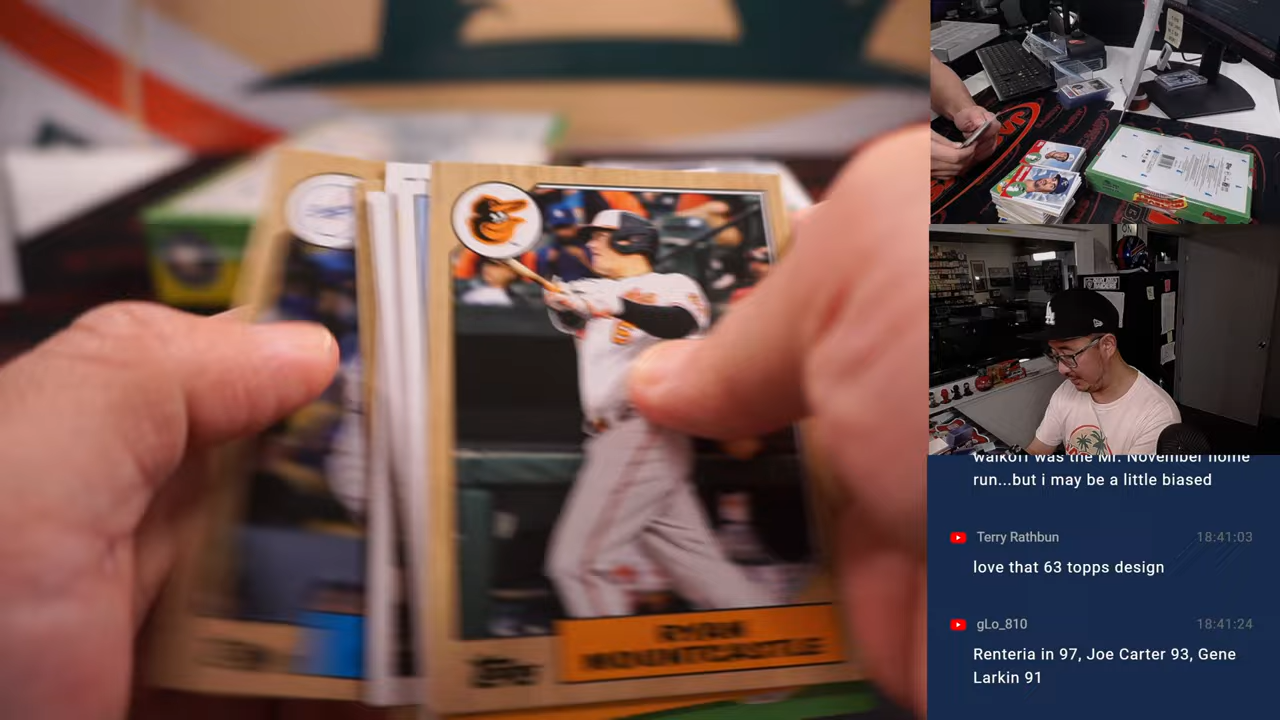 RYAN
MOUNTCASTLE
Topps
walkoff was the Mr. November home
run...but i may be a little biased
Terry Rathbun
18:41:03
love that 63 topps design
gLo_810
18:41:24
Renteria in 97, Joe Carter 93, Gene
Larkin 91